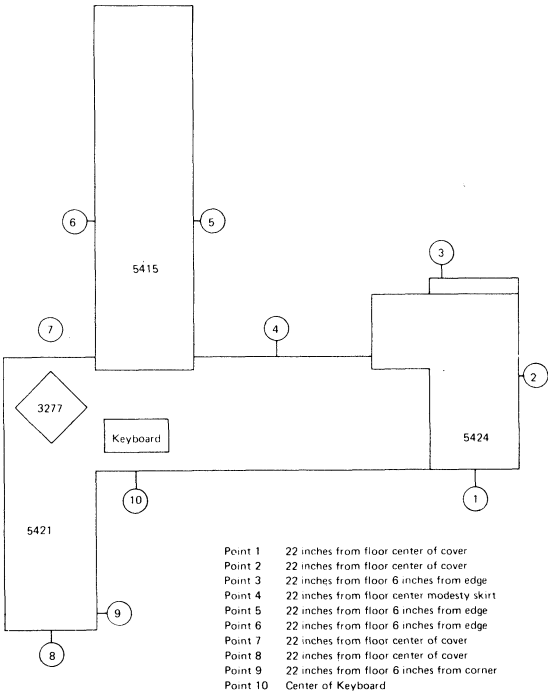 3
6
5
5415
7
4
2
3277
Keyboard
5424
10
1
5421
9
8
Point 1 22 inches from floor center of cover
Point 2 22 inches from floor center of cover
Point 3 22 inches from floor 6 inches from edge
Point 4 22 inches from floor center modesty skirt
Point 5 22 inches from floor 6 inches from edge
Point 6 22 inches from floor 6 inches from edge
Point 7 22 inches from floor center of cover
Point 8 22 inches from floor center of cover
Point 9 22 inches from floor 6 inches from corner
Point 10 Center of Keyboard